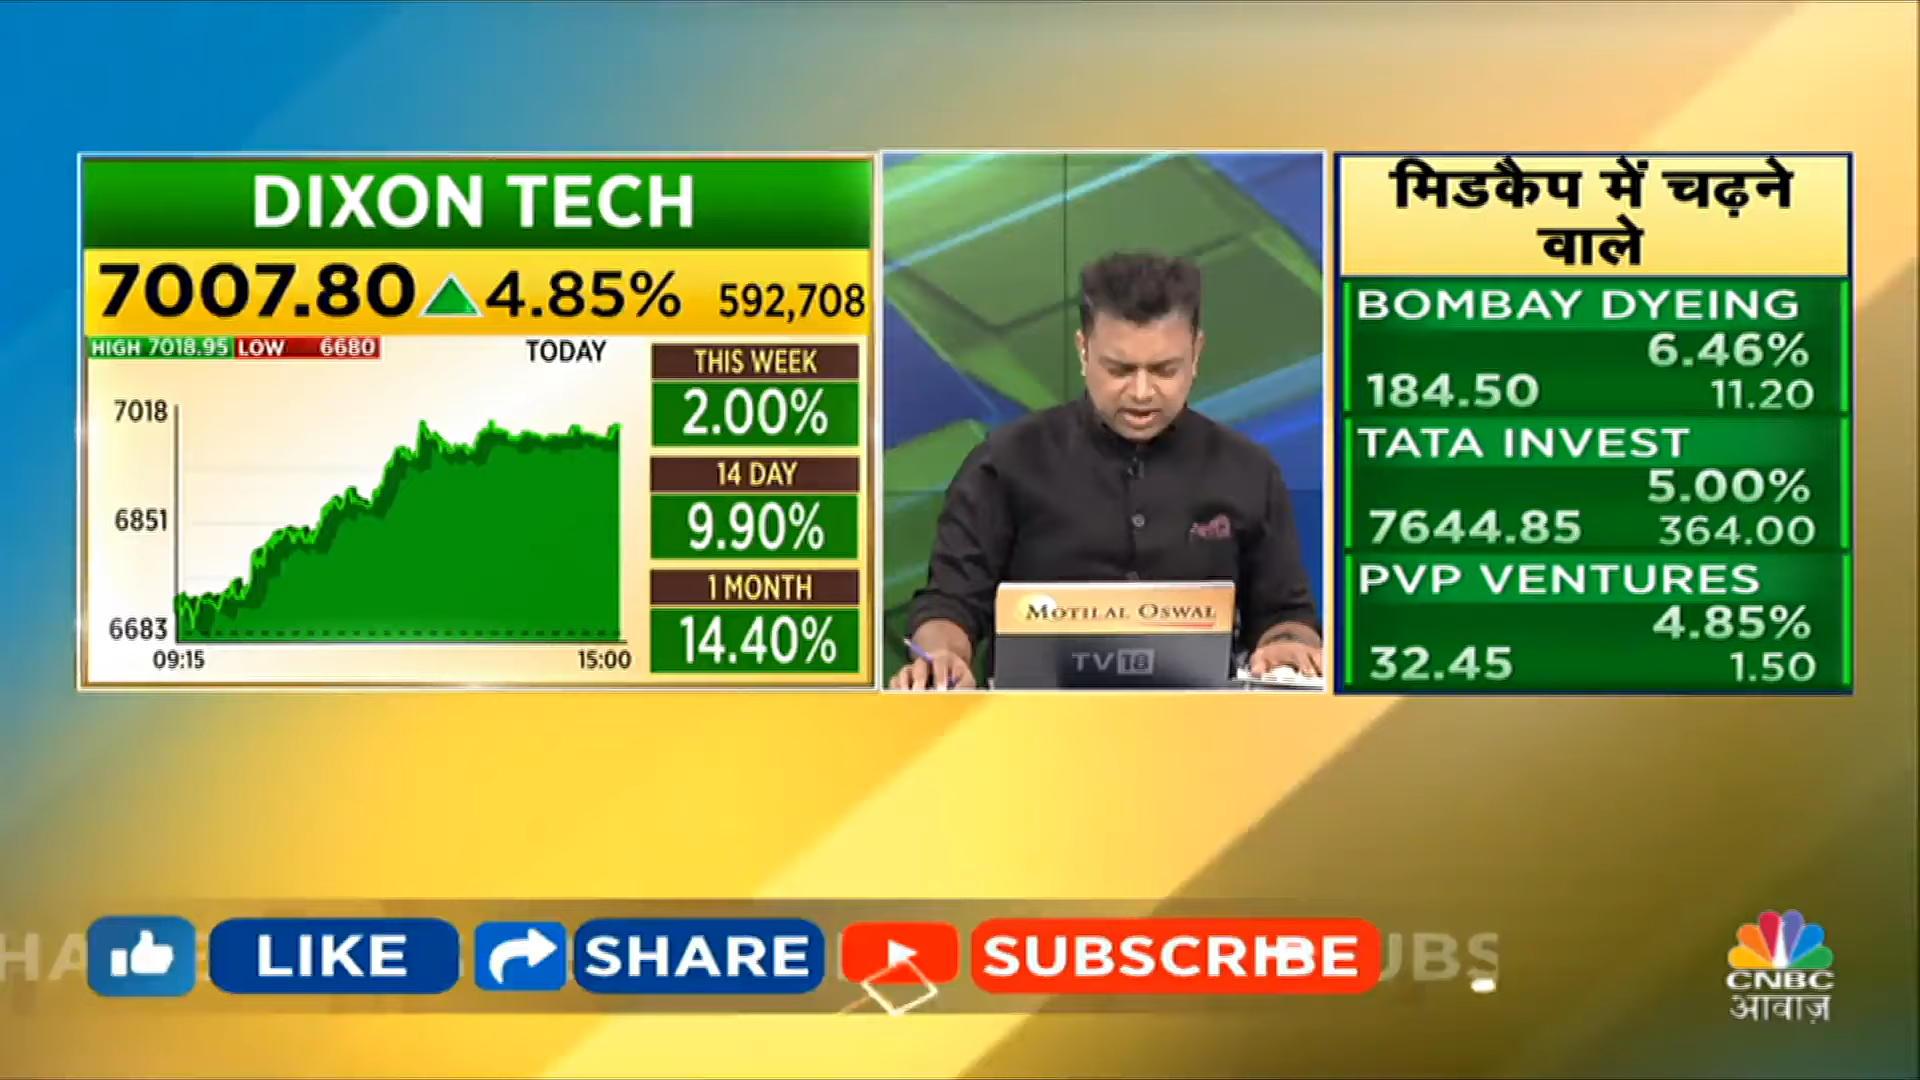 DIXON TECH
7007.80 4.85% 592,708
HIGH 7018.95 LOW 6680
TODAY
7018
6851
6683
09:15 15:00
THIS WEEK
2.00%
14 DAY
9.90%
1 MONTH
14.40%
MOTILAL OSWAL
TV18
मिडकैप में चढ़ने
वाले
BOMBAY DYEING
6.46%
184.50 11.20
TATA INVEST
5.00%
7644.85 364.00
PVP VENTURES
4.85%
32.45 1.50
LIKE SHARE SUBSCRIBE
CNBC
आवाज़